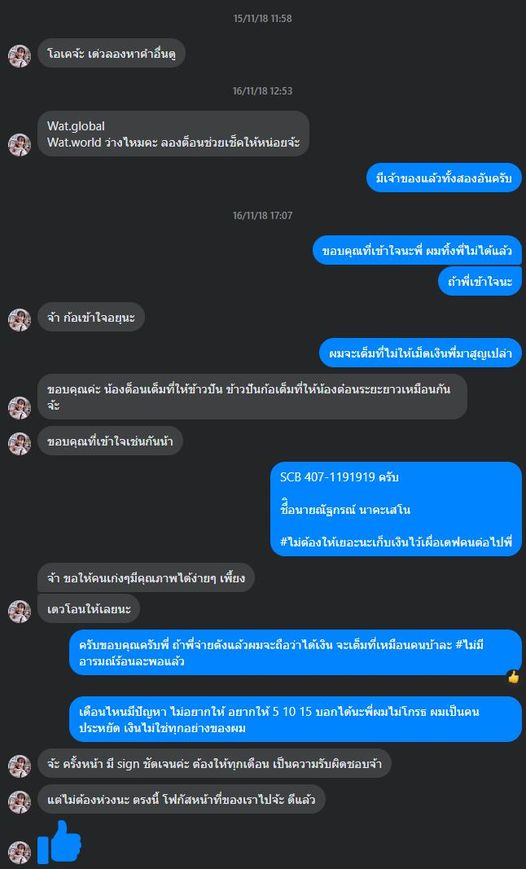 15/11/18 11:58
โอเคจ้ะ เด่วลองหาคำอื่นดู
16/11/18 12:53
Wat.global
Wat.world ว่างไหมคะ ลองต็อนช่วยเช็คให้หน่อยจ้ะ
มีเจ้าของแล้วทั้งสองอันครับ
16/11/18 17:07
ขอบคุณที่เข้าใจนะพี่ ผมทิ้งพี่ไม่ได้แล้ว
ถ้าพี่เข้าใจนะ
จ้า ก้อเข้าใจอยุนะ
ผมจะเต็มที่ไม่ให้เม็ดเงินพี่มาสูญเปล่า
ขอบคุณค่ะ น้องต็อนเต็มที่ให้ข้าวปั้น ข้าวปั้นก้อเต็มที่ให้น้องต่อนระยะยาวเหมือนกัน
จ้ะ
ขอบคุณที่เข้าใจเช่นกันน้า
SCB 407-1191919 ครับ
ชื่อนายณัฐกรณ์ นาคะเสโน
#ไม่ต้องให้เยอะนะเก็บเงินไว้เผื่อเดฟคนต่อไปพี่
จ้า ขอให้คนเก่งๆมีคุณภาพได้ง่ายๆ เพี้ยง
เดวโอนให้เลยนะ
ครับขอบคุณครับพี่ ถ้าพี่จ่ายตังแล้วผมจะถือว่าได้เงิน จะเต็มที่เหมือนคนบ้าละ #ไม่มี
อารมณ์ร้อนละพอแล้ว
เดือนไหนมีปัญหา ไม่อยากให้ อยากให้ 5 10 15 บอกได้นะพี่ผมไม่โกรธ ผมเป็นคน
ประหยัด เงินไม่ใช่ทุกอย่างของผม
จ้ะ ครั้งหน้า มี sign ชัดเจนค่ะ ต้องให้ทุกเดือน เป็นความรับผิดชอบจ้า
แต่ไม่ต้องห่วงนะ ตรงนี้ โฟกัสหน้าที่ของเราไปจ้ะ ดีแล้ว